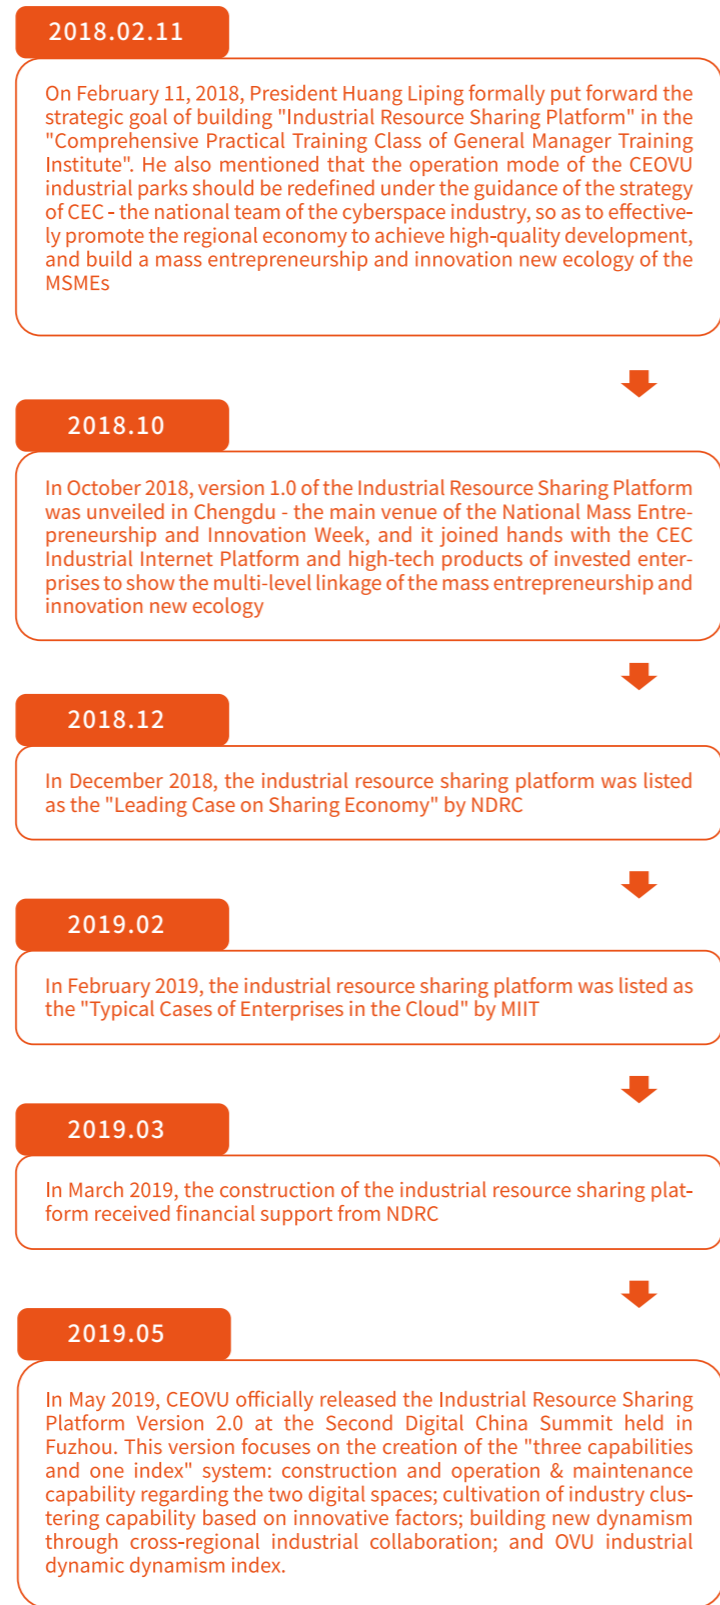 2018.02.11
On February 11, 2018, President Huang Liping formally put forward the
strategic goal of building "Industrial Resource Sharing Platform" in the
"Comprehensive Practical Training Class of General Manager Training
Institute". He also mentioned that the operation mode of the CEOVU
industrial parks should be redefined under the guidance of the strategy
of CEC - the national team of the cyberspace industry, so as to effective-
ly promote the regional economy to achieve high-quality development,
and build a mass entrepreneurship and innovation new ecology of the
MSMEs
2018.10
In October 2018, version 1.0 of the Industrial Resource Sharing Platform
was unveiled in Chengdu - the main venue of the National Mass Entre-
preneurship and Innovation Week, and it joined hands with the CEC
Industrial Internet Platform and high-tech products of invested enter-
prises to show the multi-level linkage of the mass entrepreneurship and
innovation new ecology
2018.12
In December 2018, the industrial resource sharing platform was listed
as the "Leading Case on Sharing Economy" by NDRC
2019.02
In February 2019, the industrial resource sharing platform was listed as
the "Typical Cases of Enterprises in the Cloud" by MIIT
2019.03
In March 2019, the construction of the industrial resource sharing plat-
form received financial support from NDRC
2019.05
In May 2019, CEOVU officially released the Industrial Resource Sharing
Platform Version 2.0 at the Second Digital China Summit held in
Fuzhou. This version focuses on the creation of the "three capabilities
and one index" system: construction and operation & maintenance
capability regarding the two digital spaces; cultivation of industry clus-
tering capability based on innovative factors; building new dynamism
through cross-regional industrial collaboration; and OVU industrial
dynamic dynamism index.